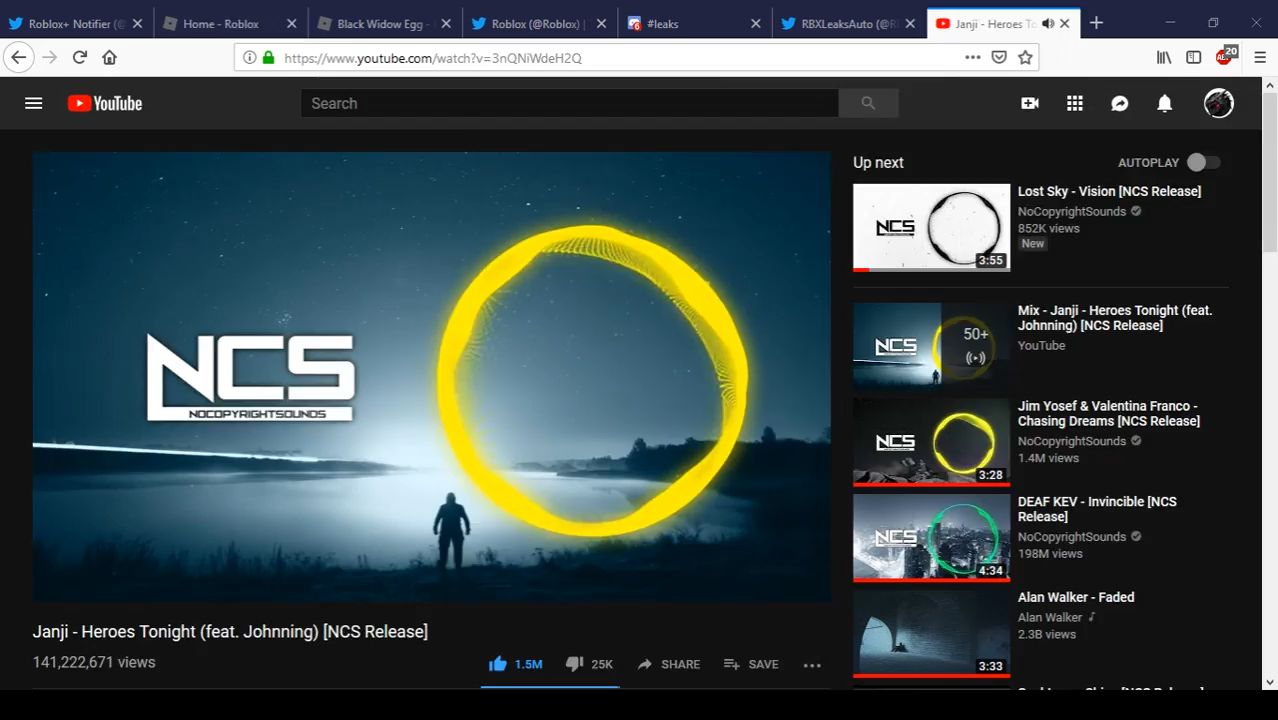 Roblox+ Notifier (@
Home - Roblox
Black Widow Egg -
Roblox (@Roblox) |
#leaks
RBXLeaksAuto (@R
Janji - Heroes To
https://www.youtube.com/watch?v=3nQNiWdeH2Q
20
YouTube
Search
Up next
AUTOPLAY
NCS
NOCOPYRIGHTSOUNDS
NCS
3:55
Lost Sky - Vision [NCS Release]
NoCopyrightSounds
852K views
New
NCS
50+
Mix - Janji - Heroes Tonight (feat.
Johnning) [NCS Release]
YouTube
NCS
3:28
Jim Yosef & Valentina Franco -
Chasing Dreams [NCS Release]
NoCopyrightSounds
1.4M views
NCS
4:34
DEAF KEV - Invincible [NCS
Release]
NoCopyrightSounds
198M views
3:33
Alan Walker - Faded
Alan Walker
2.3B views
Janji - Heroes Tonight (feat. Johnning) [NCS Release]
141,222,671 views
1.5M
25K
SHARE
SAVE